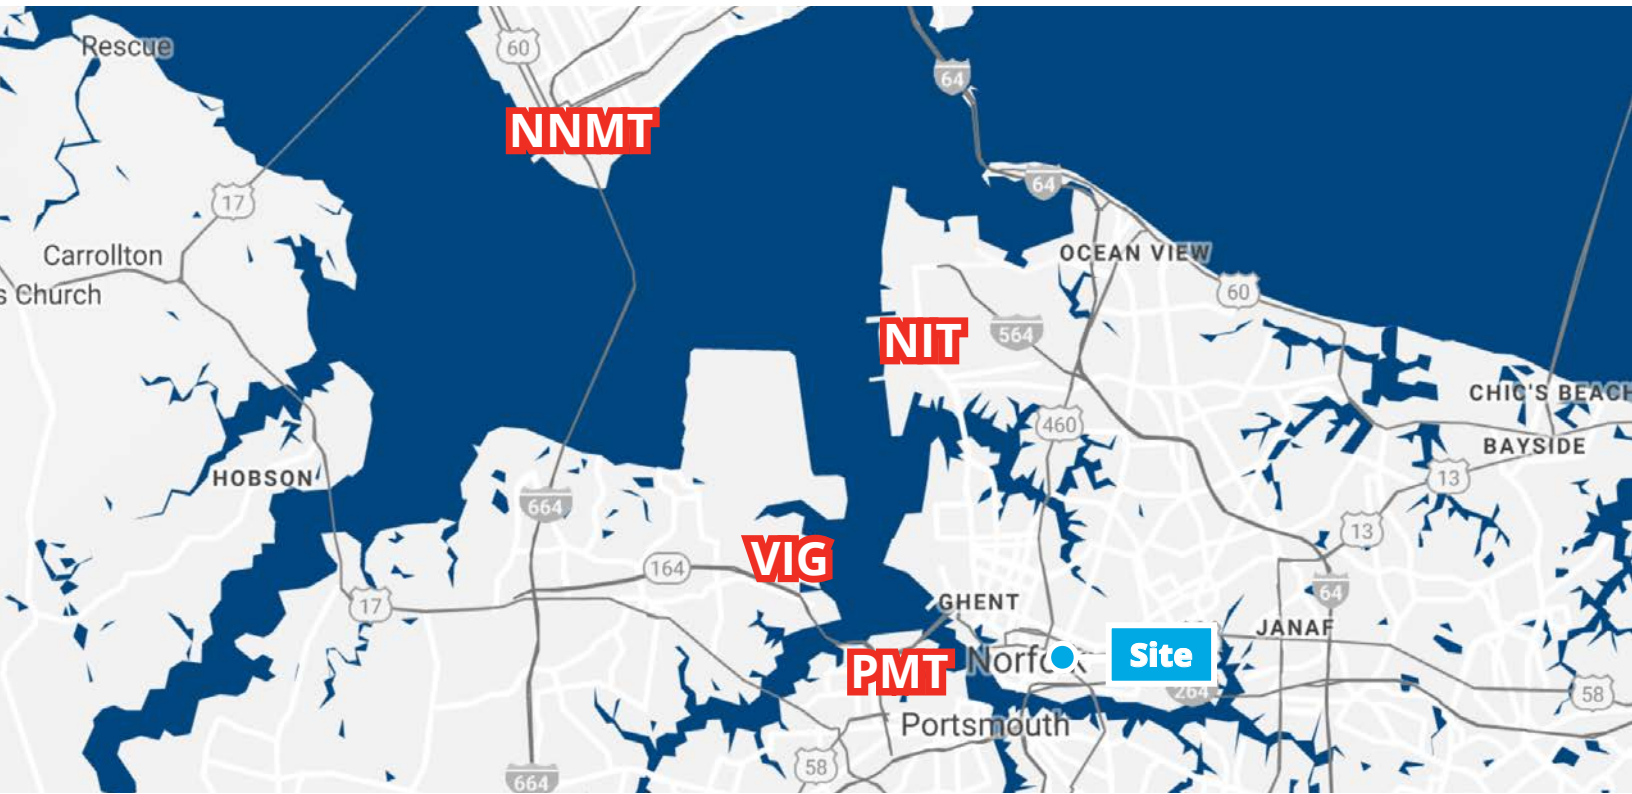 Rescue
60
64
NNMT
64
17
Carrollton
OCEAN VIEW
s Church
60
NIT
564
CHIC'S BEACH
460
BAYSIDE
HOBSON
13
664
13
VIG
164
64
17
GHENT
JANAF
Site
Norfo
PMT
264
58
Portsmouth
58
664